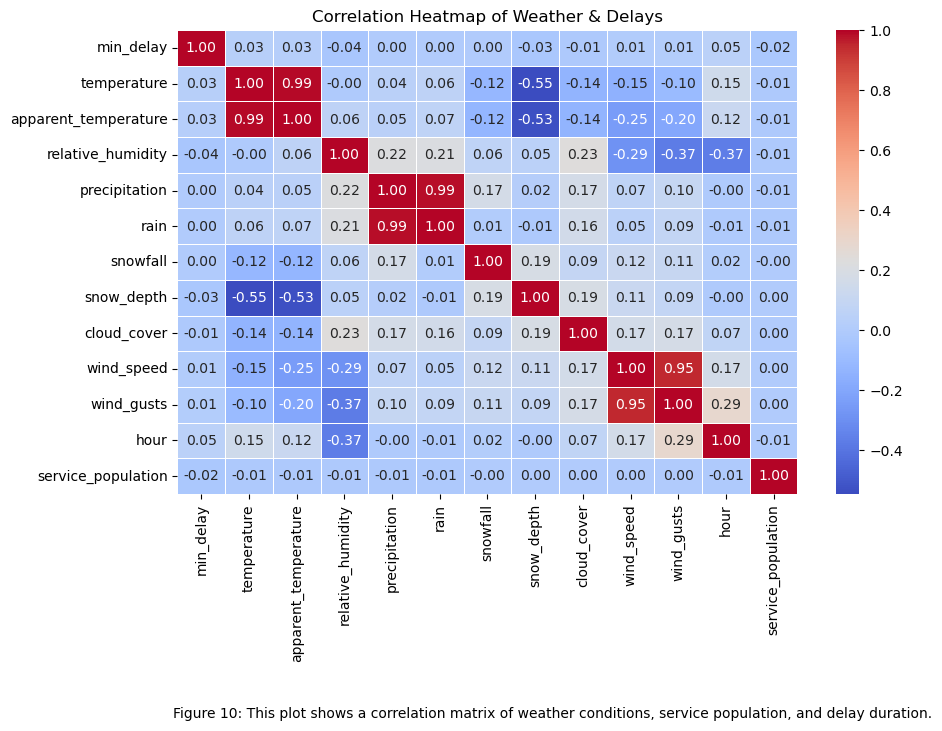 Correlation Heatmap of Weather & Delays
min_delay 1.00 0.03 0.03 -0.04 0.00 0.00 0.00 -0.03 -0.01 0.01 0.01 0.05 -0.02
temperature 0.03 1.00 0.99 -0.00 0.04 0.06 -0.12 -0.55 -0.14 -0.15 -0.10 0.15 -0.01
apparent_temperature 0.03 0.99 1.00 0.06 0.05 0.07 -0.12 -0.53 -0.14 -0.25 -0.20 0.12 -0.01
relative_humidity -0.04 -0.00 0.06 1.00 0.22 0.21 0.06 0.05 0.23 -0.29 -0.37 -0.37 -0.01
precipitation 0.00 0.04 0.05 0.22 1.00 0.99 0.17 0.02 0.17 0.07 0.10 -0.00 -0.01
rain 0.00 0.06 0.07 0.21 0.99 1.00 0.01 -0.01 0.16 0.05 0.09 -0.01 -0.01
snowfall 0.00 -0.12 -0.12 0.06 0.17 0.01 1.00 0.19 0.09 0.12 0.11 0.02 -0.00
snow_depth -0.03 -0.55 -0.53 0.05 0.02 -0.01 0.19 1.00 0.19 0.11 0.09 -0.00 0.00
cloud_cover -0.01 -0.14 -0.14 0.23 0.17 0.16 0.09 0.19 1.00 0.17 0.17 0.07 0.00
wind_speed 0.01 -0.15 -0.25 -0.29 0.07 0.05 0.12 0.11 0.17 1.00 0.95 0.17 0.00
wind_gusts 0.01 -0.10 -0.20 -0.37 0.10 0.09 0.11 0.09 0.17 0.95 1.00 0.29 0.00
hour 0.05 0.15 0.12 -0.37 -0.00 -0.01 0.02 -0.00 0.07 0.17 0.29 1.00 -0.01
service_population -0.02 -0.01 -0.01 -0.01 -0.01 -0.01 -0.00 0.00 0.00 0.00 0.00 -0.01 1.00
min_delay
temperature
apparent_temperature
relative_humidity
precipitation
rain
snowfall
snow_depth
cloud_cover
wind_speed
wind_gusts
hour
service_population
1.0
0.8
0.6
0.4
0.2
0.0
−0.2
−0.4
Figure 10: This plot shows a correlation matrix of weather conditions, service population, and delay duration.